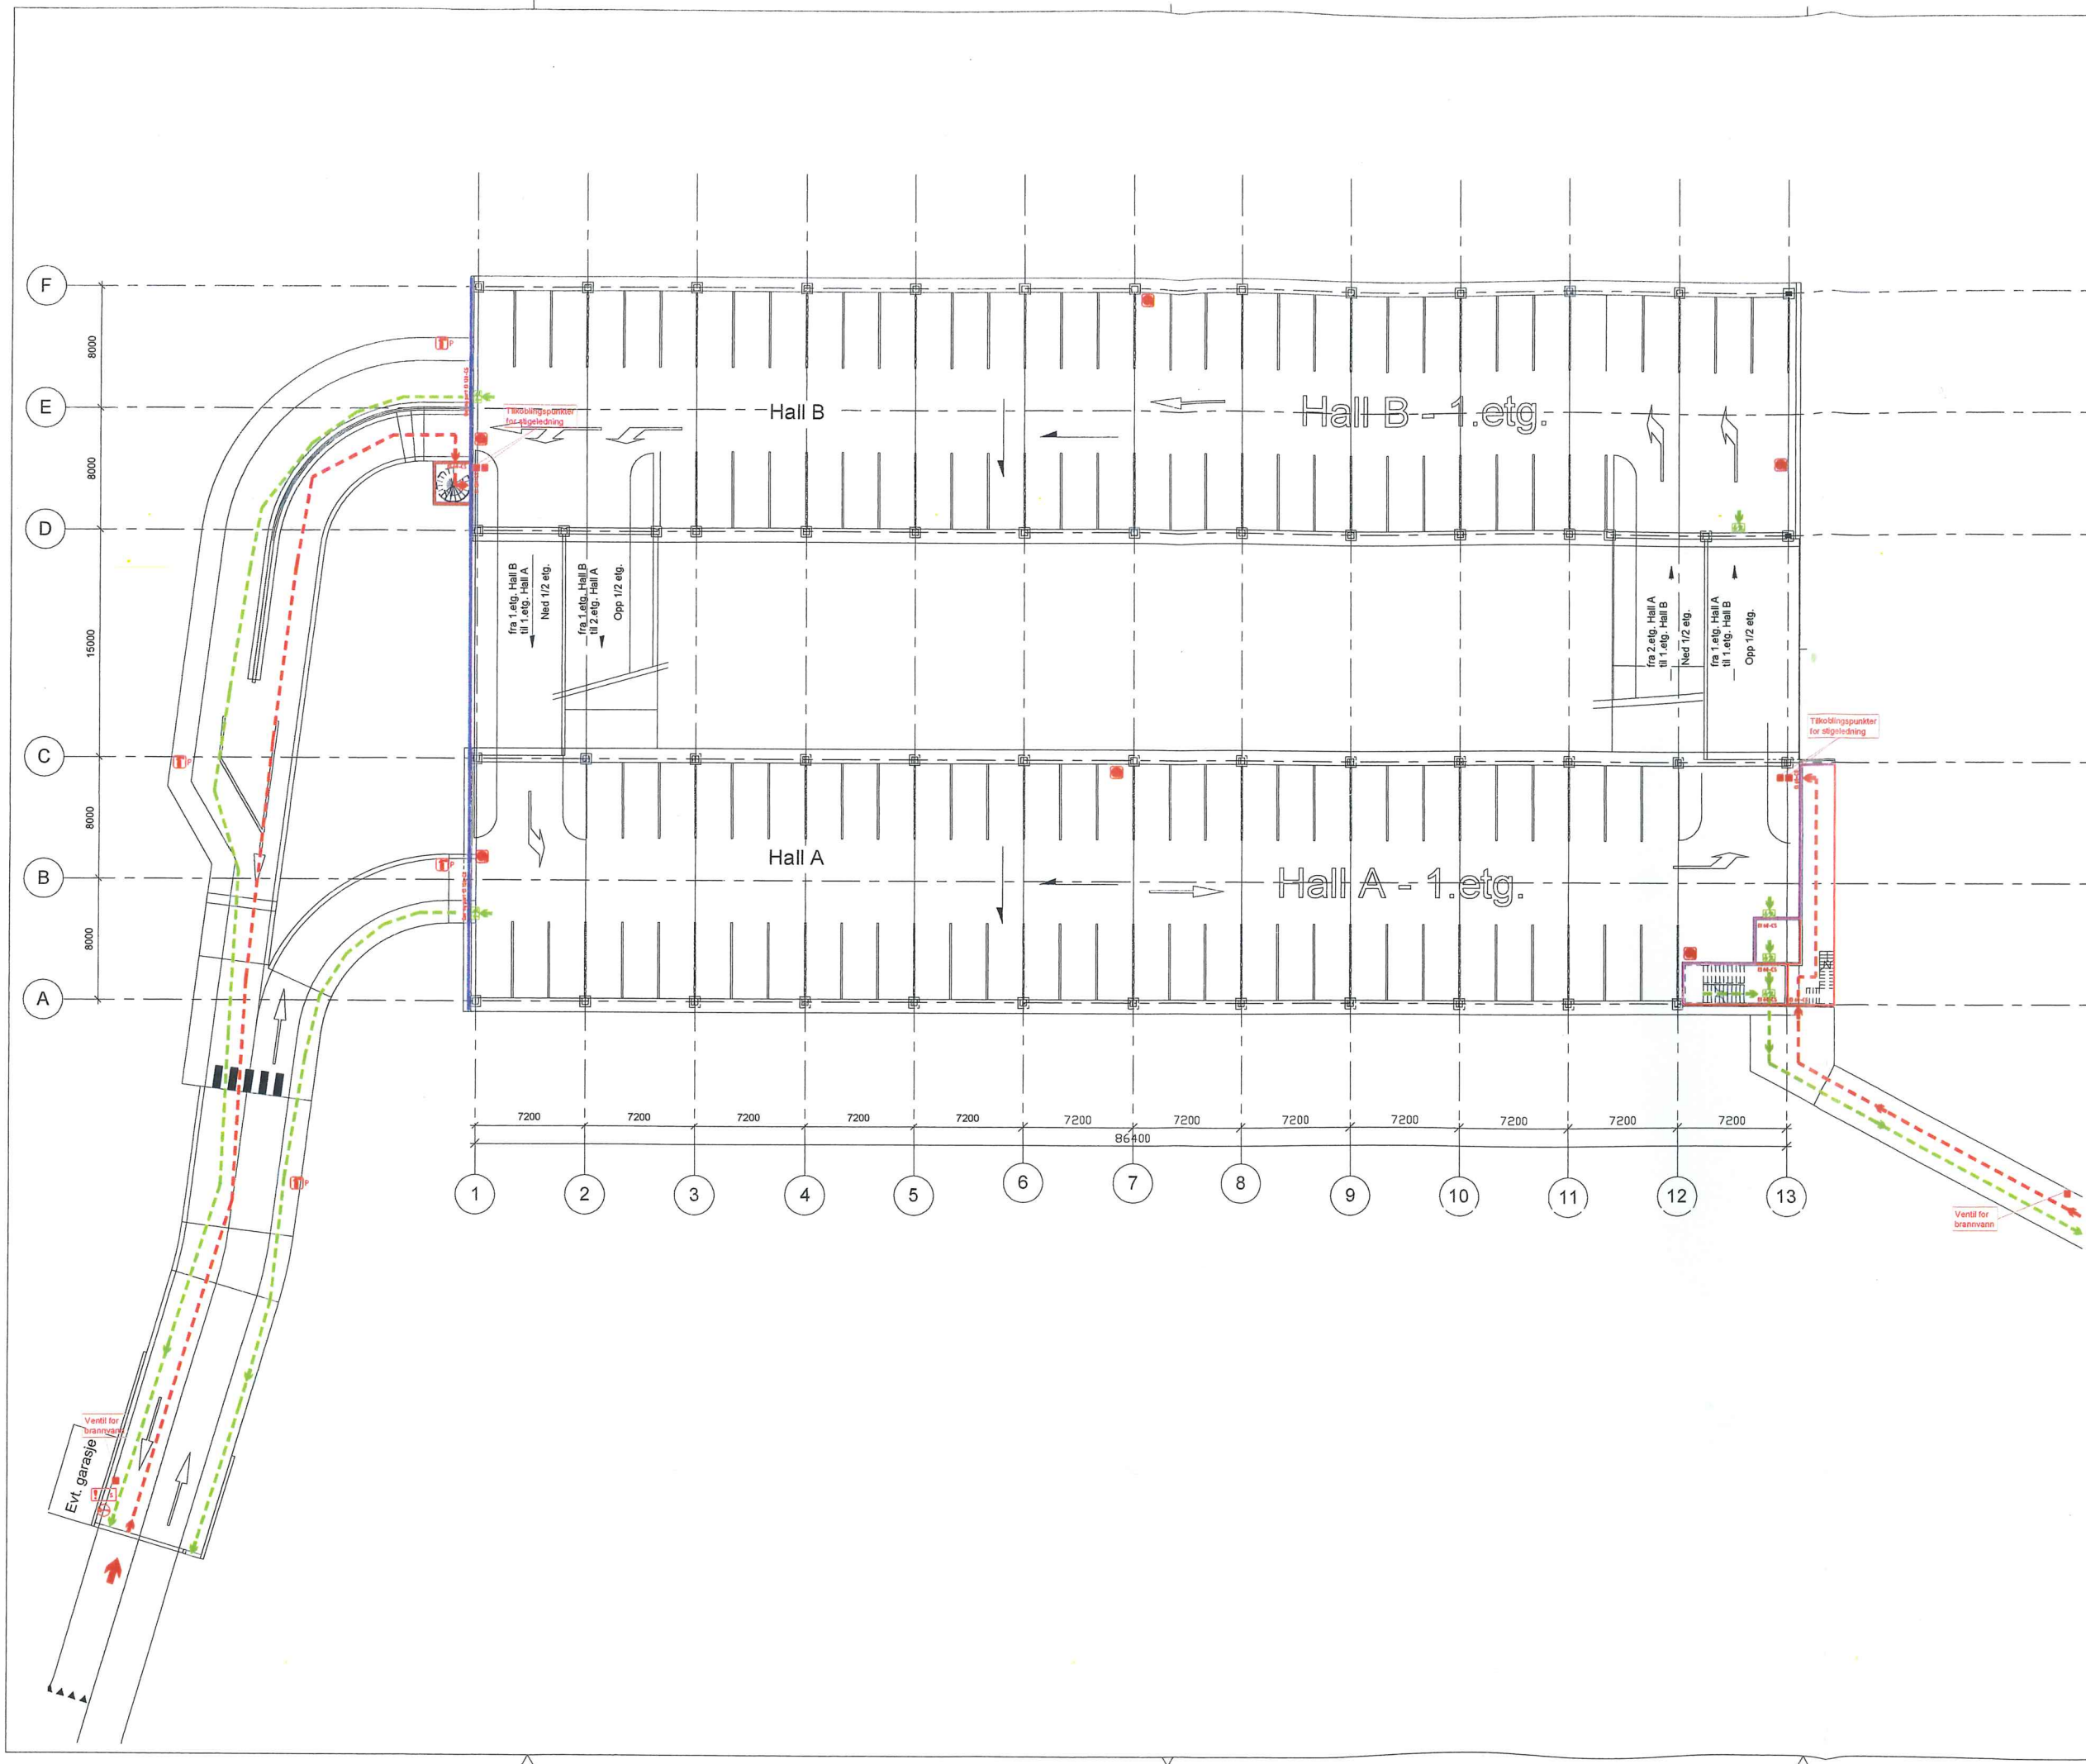 F
8000
E
8000
D
15000
C
8000
B
8000
A
P
P
P
P
Tilkoblingspunkter
for stigeledning
Hall B
Hall B - 1.etg.
fra 1.etg. Hall B
til 1.etg. Hall A
Ned 1/2 etg.
fra 1.etg. Hall B
til 2.etg. Hall A
Opp 1/2 etg.
fra 2.etg. Hall A
til 1.etg. Hall B
Ned 1/2 etg.
fra 1.etg. Hall A
til 1.etg. Hall B
Opp 1/2 etg.
Tilkoblingspunkter
for stigeledning
Hall A
Hall A - 1.etg.
7200 7200 7200 7200 7200 7200 7200 7200 7200 7200 7200 7200
86400
1 2 3 4 5 6 7 8 9 10 11 12 13
Ventil for
brannvann
Ventil for
brannvann
Evt. garasje